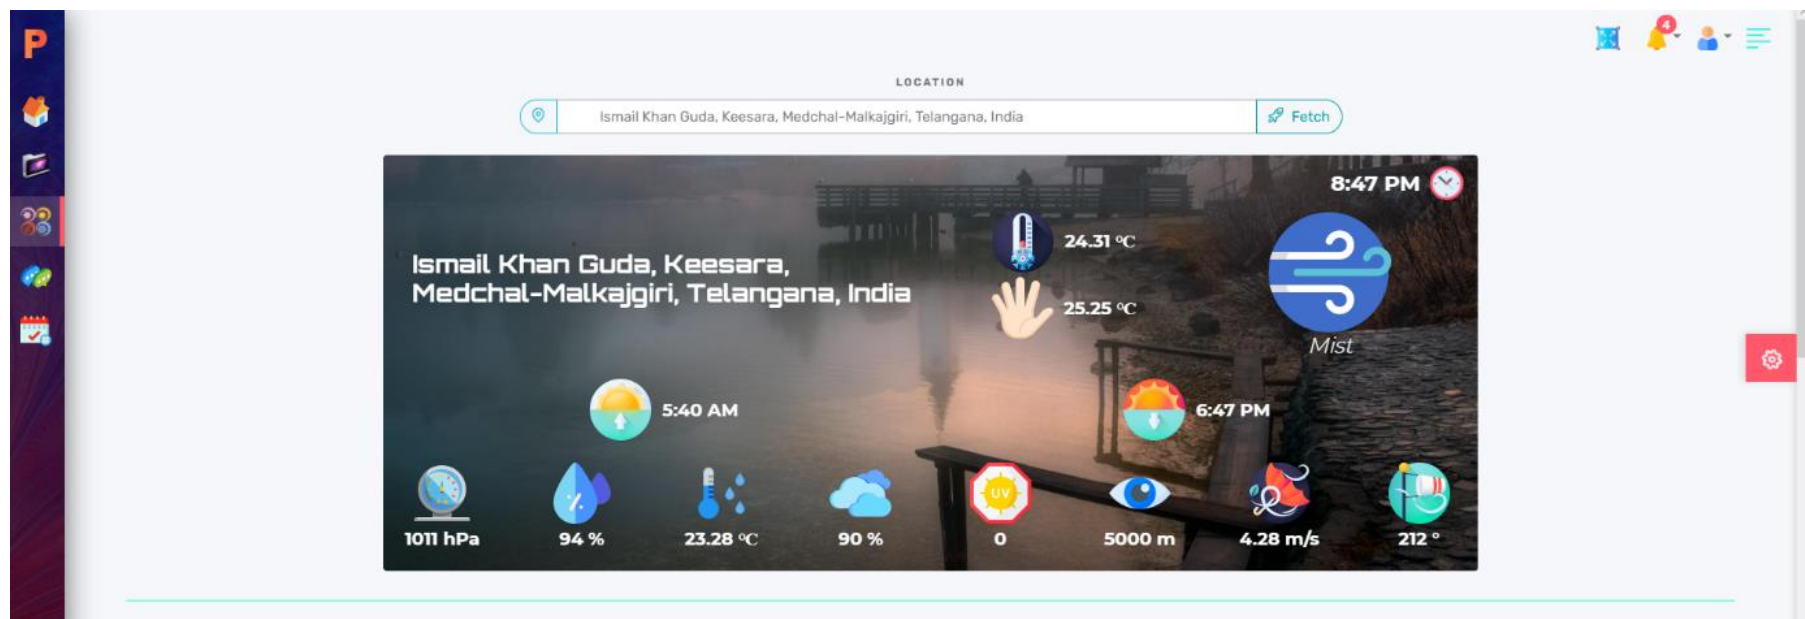 P
4
LOCATION
Ismail Khan Guda, Keesara, Medchal-Malkajgiri, Telangana, India
Fetch
8:47 PM
24.31 °C
Ismail Khan Guda, Keesara,
Medchal-Malkajgiri, Telangana, India
25.25 °C
Mist
5:40 AM
6:47 PM
%
UV
1011 hPa
94 %
23.28 °C
90 %
0
5000 m
4.28 m/s
212 °